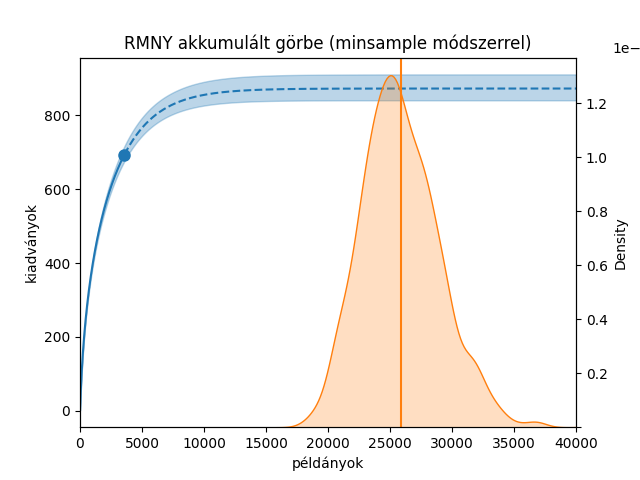 RMNY akkumulált görbe (minsample módszerrel)
1e−
800
600
400
200
0
kiadványok
0 5000 10000 15000 20000 25000 30000 35000 40000
példányok
1.2
1.0
0.8
0.6
0.4
0.2
Density